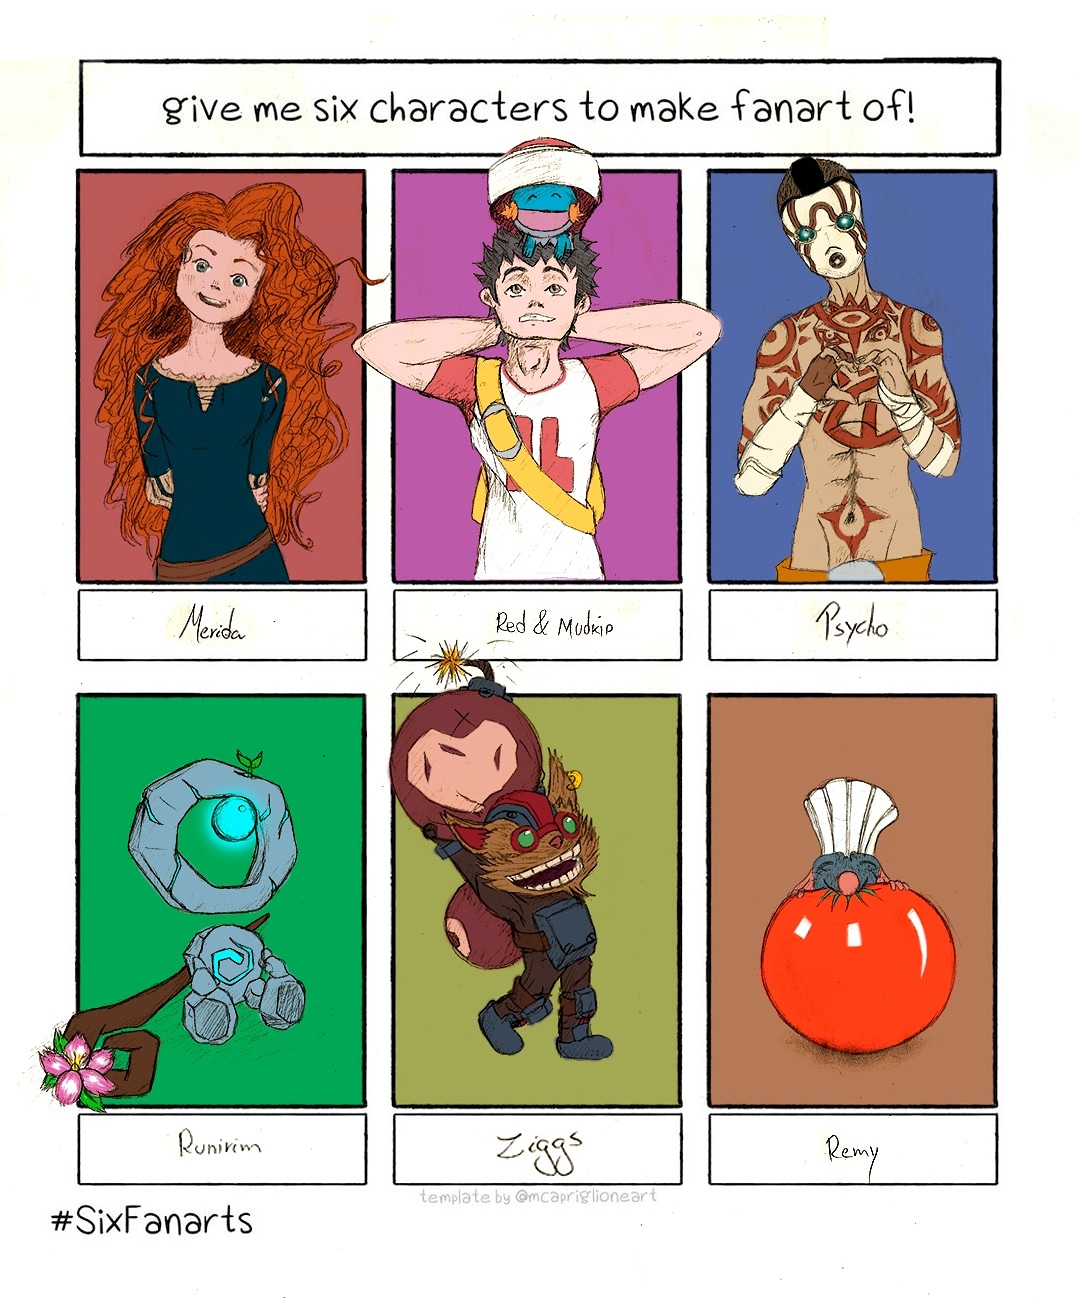 give me six characters to make fanart of!
Merida
Red & Mudkip
Psycho
Runirim
Ziggs
Remy
template by @mcapriglioneart
#SixFanarts